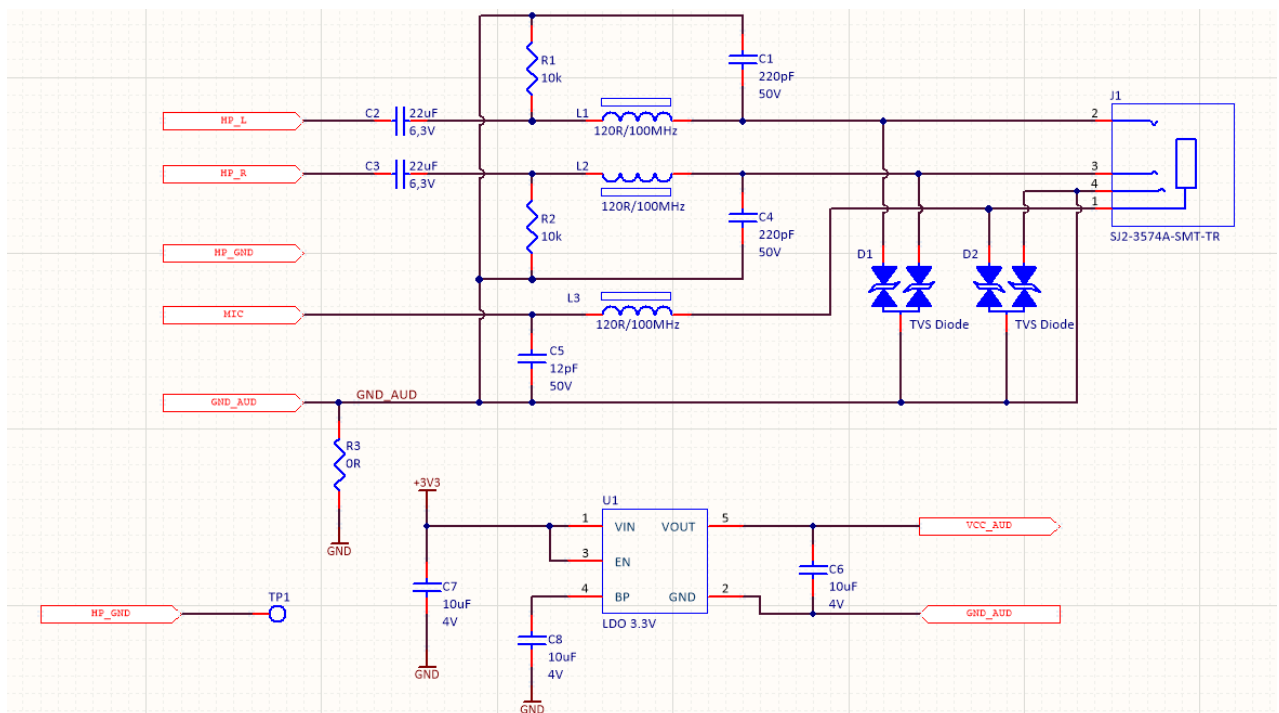 R1
10k
C1
220pF
50V
J1
HP_L
C2
22uF
6,3V
L1
120R/100MHz
2
HP_R
C3
22uF
6,3V
L2
120R/100MHz
3
4
1
R2
10k
C4
220pF
50V
SJ2-3574A-SMT-TR
HP_GND
D1
D2
L3
120R/100MHz
TVS Diode
TVS Diode
MIC
C5
12pF
50V
GND_AUD
GND_AUD
R3
0R
GND
+3V3
U1
1
VIN
VOUT
5
VCC_AUD
3
EN
C7
10uF
4V
C6
10uF
4V
4
BP
GND
2
GND_AUD
LDO 3.3V
HP_GND
TP1
C8
10uF
4V
GND
GND